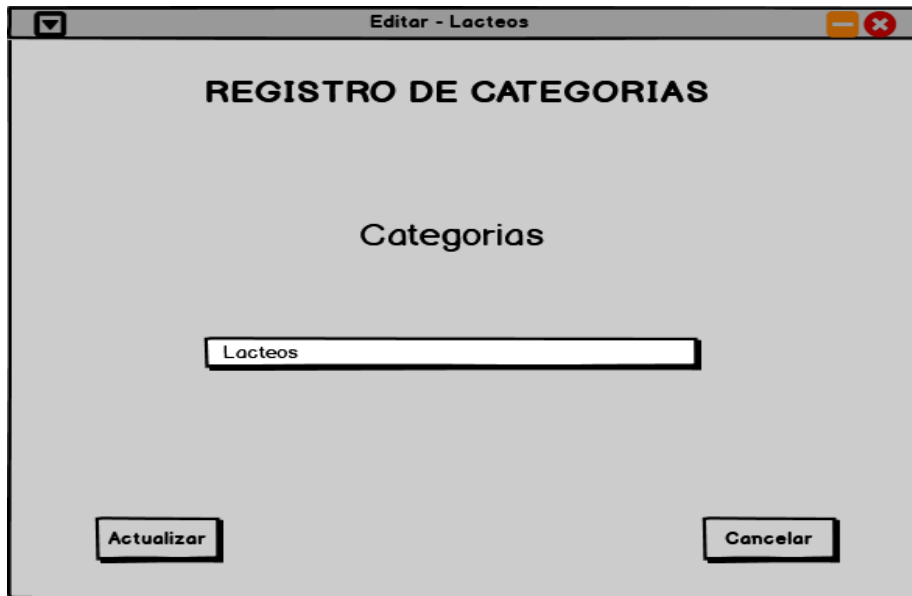 Editar - Lacteos
REGISTRO DE CATEGORIAS
Categorias
Lacteos
Actualizar
Cancelar